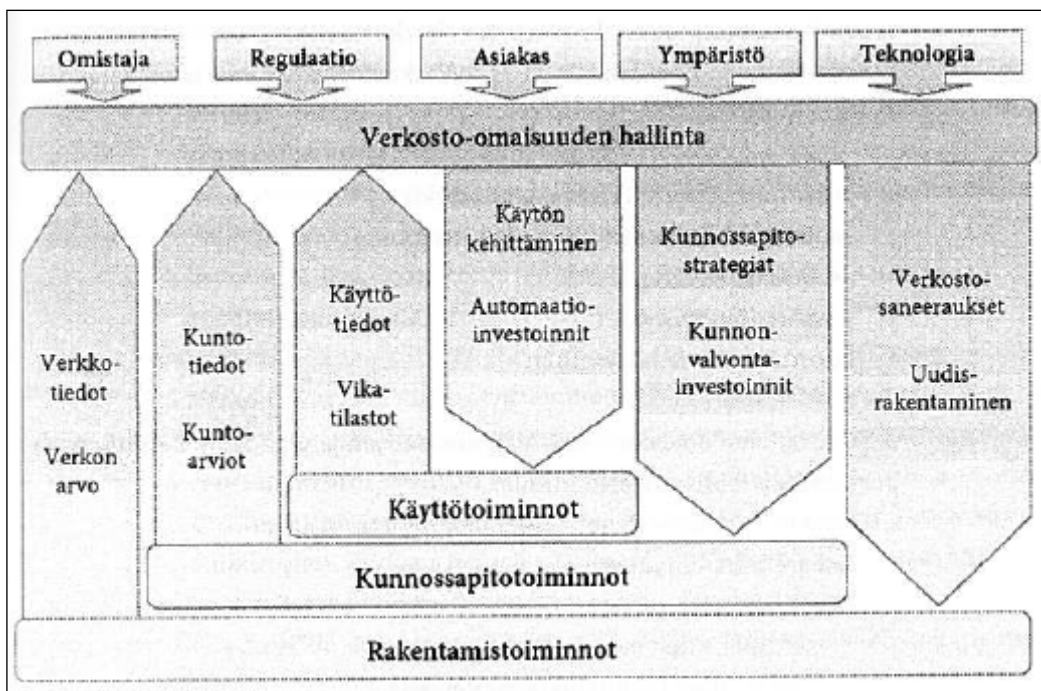 Omistaja
Regulaatio
Asiakas
Ympäristö
Teknologia
Verkosto-omaisuuden hallinta
Verkko-
tiedot
Verkon
arvo
Kunto-
tiedot
Kunto-
arviot
Käyttö-
tiedot
Vika-
tilastot
Käytön
kehittäminen
Automaatio-
investoinnit
Kunnossapito-
strategiat
Kunnon-
valvonta-
investoinnit
Verkosto-
saneeraukset
Uudis-
rakentaminen
Käyttötoiminnot
Kunnossapitotoiminnot
Rakentamistoiminnot